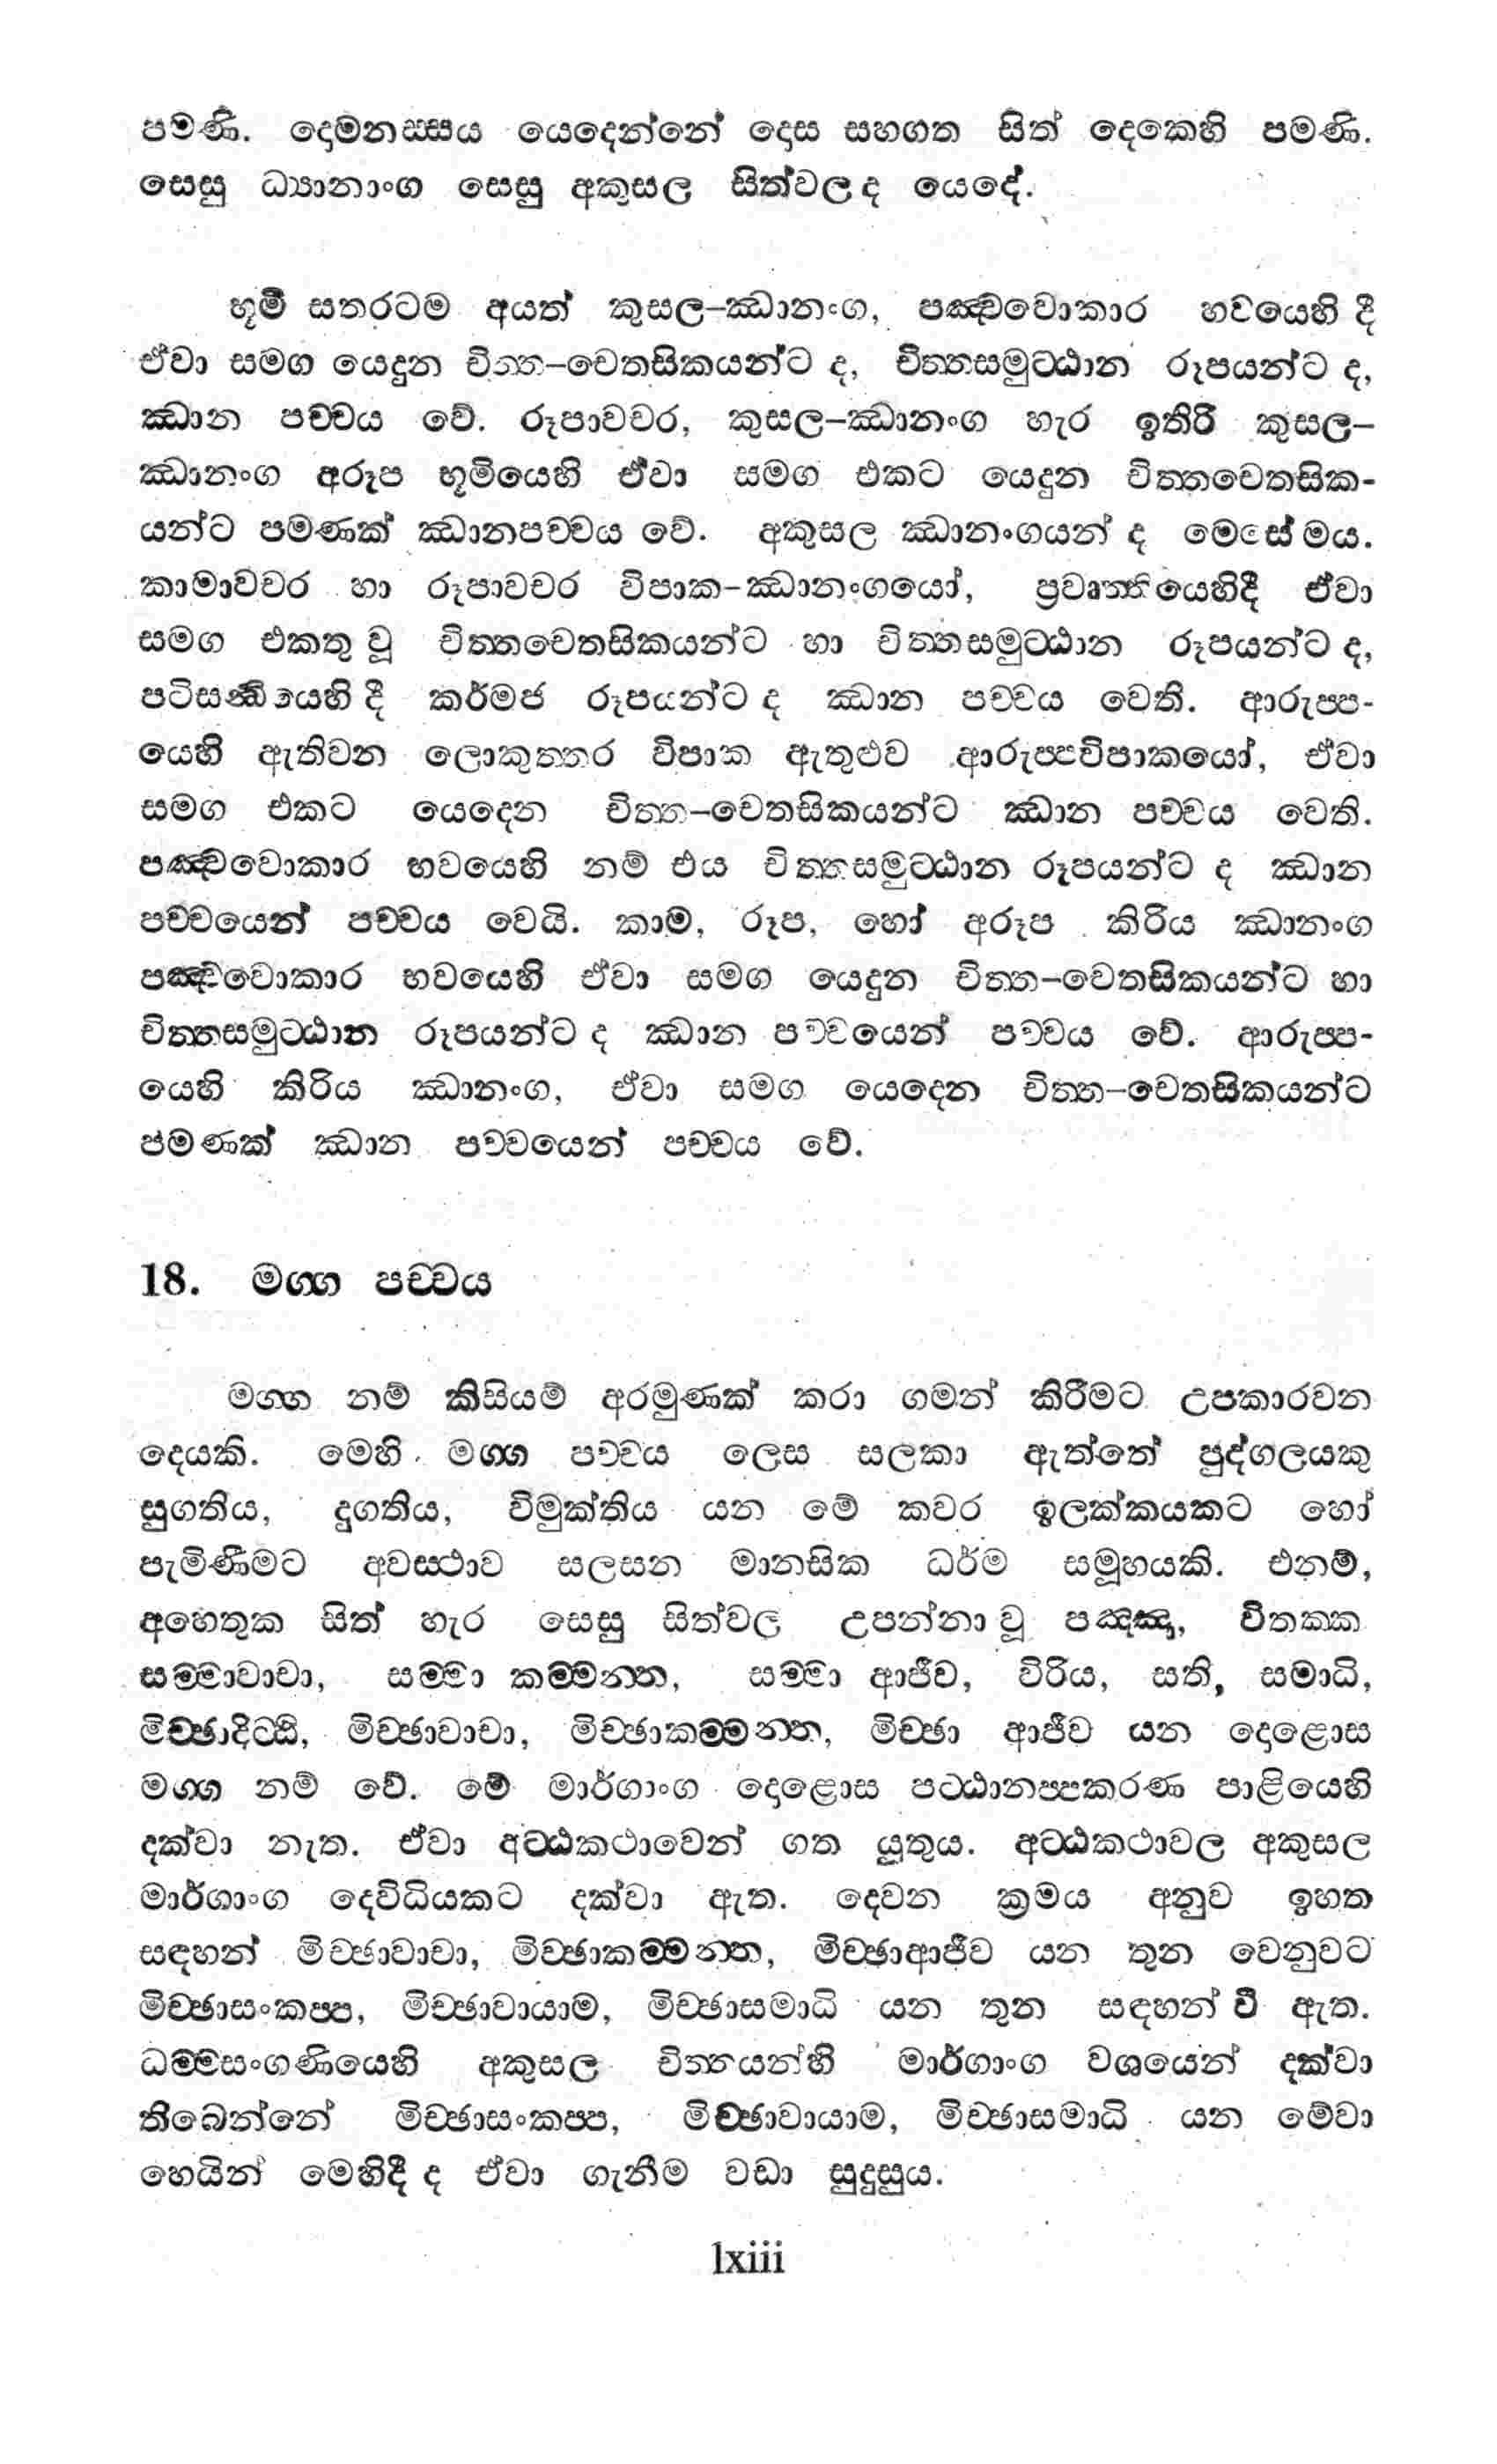 පමණි. දොමනස්සය යෙදෙන්නේ දොස සහගත සිත් දෙකෙහි පමණි.
සෙසු ධ්‍යානාංග සෙසු අකුසල සිත්වල ද යෙදේ.
භූමි සතරටම අයත් කුසල–ඣානංග, පඤ්චවොකාර භවයෙහි දී
ඒවා සමග යෙදුන චිත්ත–චෙතසිකයන්ට ද, චිත්තසමුට්ඨාන රූපයන්ට ද,
ඣාන පච්චය වේ. රූපාවචර, කුසල–ඣානංග හැර ඉතිරි කුසල–
ඣානංග අරූප භූමියෙහි ඒවා සමග එකට යෙදුන චිත්තචෙතසික-
යන්ට පමණක් ඣානපච්චය වේ. අකුසල ඣානංගයන් ද මෙසේ මය.
කාමාවචර හා රූපාවචර විපාක–ඣානංගයෝ, ප්‍රවෘත්තියෙහිදී ඒවා
සමග එකතු වූ චිත්තචෙතසිකයන්ට හා චිත්තසමුට්ඨාන රූපයන්ට ද,
පටිසන්ධියෙහි දී කර්මජ රූපයන්ට ද ඣාන පච්චය වෙති. ආරුප්ප-
යෙහි ඇතිවන ලොකුත්තර විපාක ඇතුළුව ආරුප්පවිපාකයෝ, ඒවා
සමග එකට යෙදෙන චිත්ත–චෙතසිකයන්ට ඣාන පච්චය වෙති.
පඤ්චවොකාර භවයෙහි නම් එය චිත්තසමුට්ඨාන රූපයන්ට ද ඣාන
පච්චයෙන් පච්චය වෙයි. කාම, රූප, හෝ අරූප කිරිය ඣානංග
පඤ්චවොකාර භවයෙහි ඒවා සමග යෙදුන චිත්ත–චෙතසිකයන්ට හා
චිත්තසමුට්ඨාන රූපයන්ට ද ඣාන පච්චයෙන් පච්චය වේ. ආරුප්ප-
යෙහි කිරිය ඣානංග, ඒවා සමග යෙදෙන චිත්ත–චෙතසිකයන්ට
පමණක් ඣාන පච්චයෙන් පච්චය වේ.
18. මග්ග පච්චය
මග්ග නම් කිසියම් අරමුණක් කරා ගමන් කිරීමට උපකාරවන
දෙයකි. මෙහි මග්ග පච්චය ලෙස සලකා ඇත්තේ පුද්ගලයකු
සුගතිය, දුගතිය, විමුක්තිය යන මේ කවර ඉලක්කයකට හෝ
පැමිණීමට අවස්ථාව සලසන මානසික ධර්ම සමූහයකි. එනම්,
අහෙතුක සිත් හැර සෙසු සිත්වල උපන්නා වූ පඤ්ඤා, විතක්ක
සම්මාවාචා, සම්මා කම්මන්ත, සම්මා ආජීව, විරිය, සති, සමාධි,
මිච්ඡාදිට්ඨි, මිච්ඡාවාචා, මිච්ඡාකම්මන්ත, මිච්ඡා ආජීව යන දොළොස
මග්ග නම් වේ. මේ මාර්ගාංග දොළොස පට්ඨානප්පකරණ පාළියෙහි
දක්වා නැත. ඒවා අට්ඨකථාවෙන් ගත යුතුය. අට්ඨකථාවල අකුසල
මාර්ගාංග දෙවිධියකට දක්වා ඇත. දෙවන ක්‍රමය අනුව ඉහත
සඳහන් මිච්ඡාවාචා, මිච්ඡාකම්මන්ත, මිච්ඡාආජීව යන තුන වෙනුවට
මිච්ඡාසංකප්ප, මිච්ඡාවායාම, මිච්ඡාසමාධි යන තුන සඳහන් වී ඇත.
ධම්මසංගණියෙහි අකුසල චිත්තයන්හි මාර්ගාංග වශයෙන් දක්වා
තිබෙන්නේ මිච්ඡාසංකප්ප, මිච්ඡාවායාම, මිච්ඡාසමාධි යන මේවා
හෙයින් මෙහිදී ද ඒවා ගැනීම වඩා සුදුසුය.
lxiii